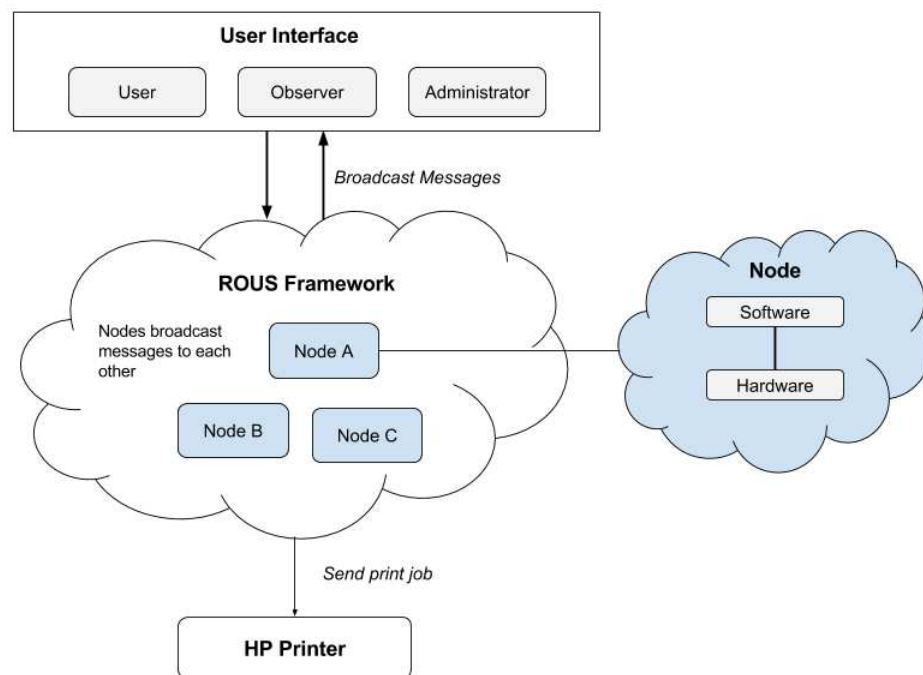 User Interface
User
Observer
Administrator
Broadcast Messages
ROUS Framework
Nodes broadcast
messages to each
other
Node A
Node B
Node C
Node
Software
Hardware
Send print job
HP Printer